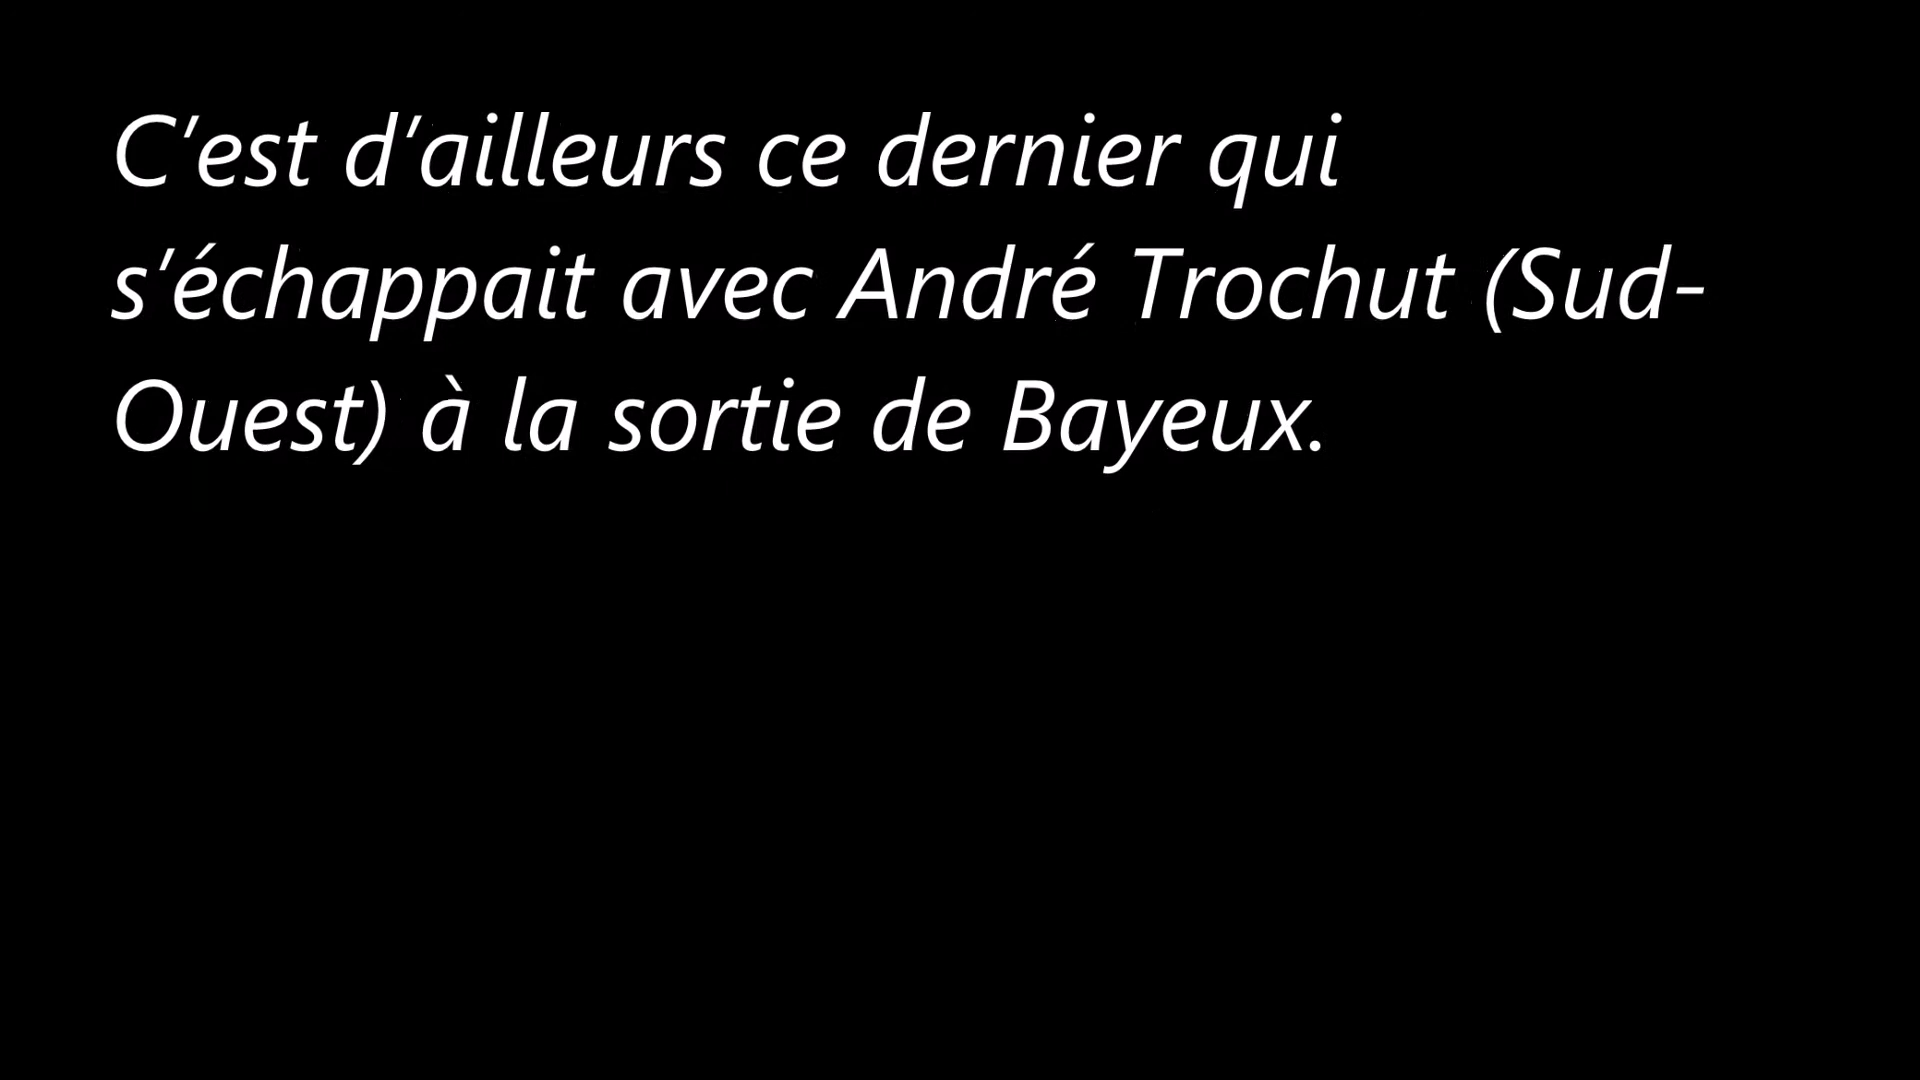 C’est d’ailleurs ce dernier qui
s’échappait avec André Trochut (Sud-
Ouest) à la sortie de Bayeux.